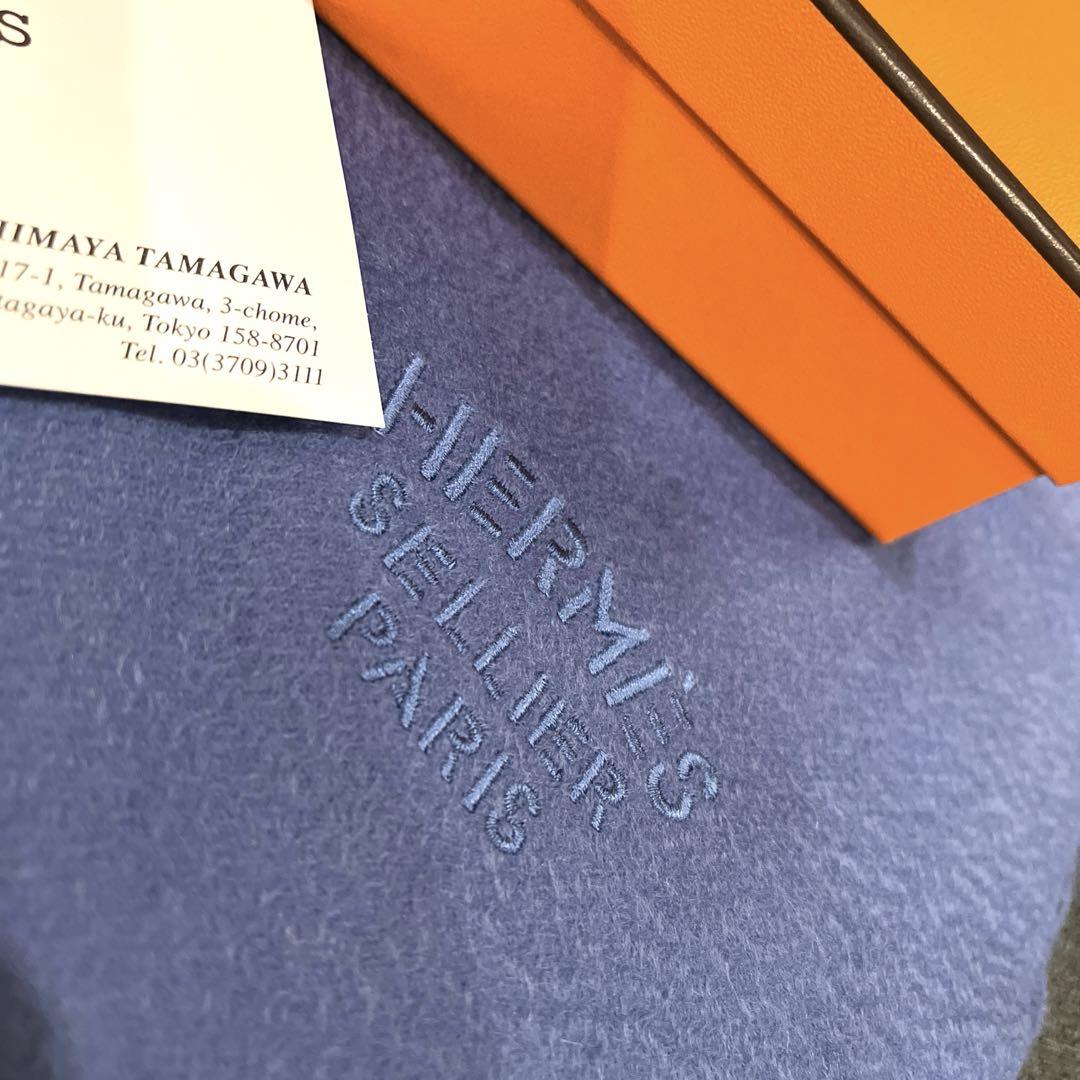 S
HIMAYA TAMAGAWA
17-1, Tamagawa, 3-chome,
tagaya-ku, Tokyo 158-8701
Tel. 03(3709)3111
HERMÈS
SELLIER
PARIS